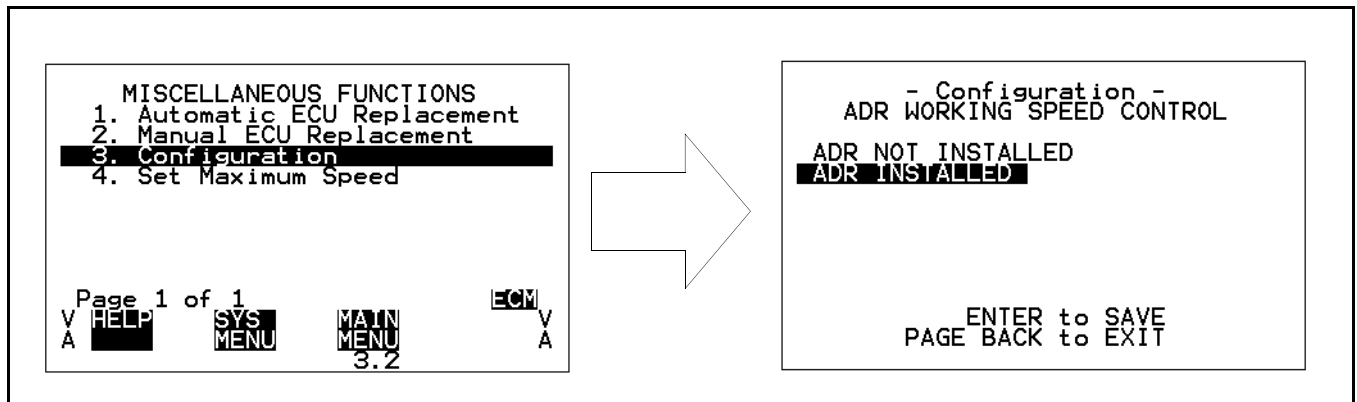 MISCELLANEOUS FUNCTIONS
1. Automatic ECU Replacement
2. Manual ECU Replacement
3. Configuration
4. Set Maximum Speed
Page 1 of 1 ECM
V HELP SYS MAIN V
A MENU MENU A
3.2
- Configuration -
ADR WORKING SPEED CONTROL
ADR NOT INSTALLED
ADR INSTALLED
ENTER to SAVE
PAGE BACK to EXIT